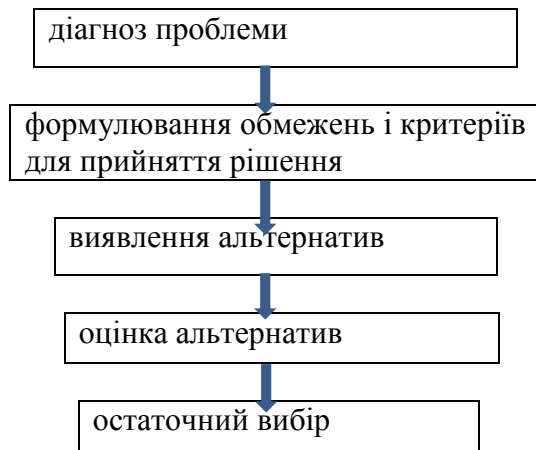 діагноз проблеми
формулювання обмежень і критеріїв
для прийняття рішення
виявлення альтернатив
оцінка альтернатив
остаточний вибір